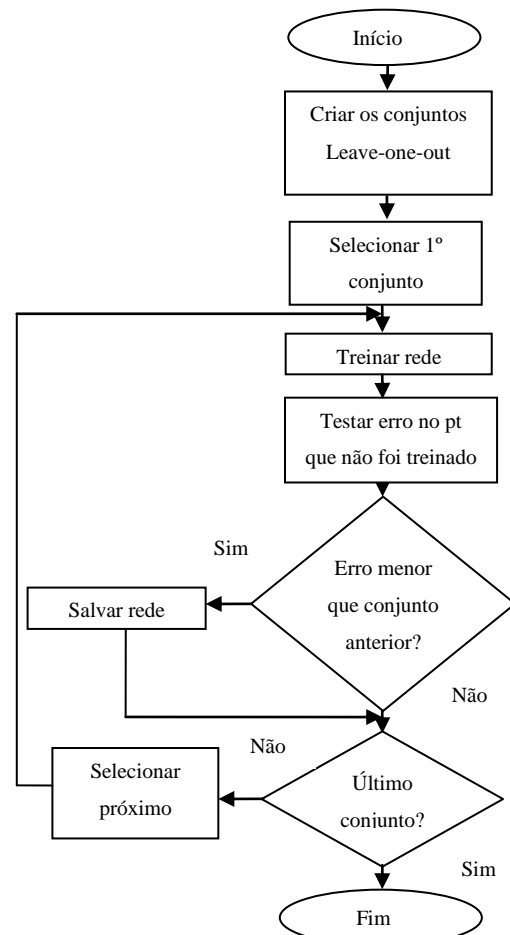 Início
Criar os conjuntos
Leave-one-out
Selecionar 1º
conjunto
Treinar rede
Testar erro no pt
que não foi treinado
Sim
Erro menor
que conjunto
anterior?
Salvar rede
Não
Não
Selecionar
próximo
Último
conjunto?
Sim
Fim